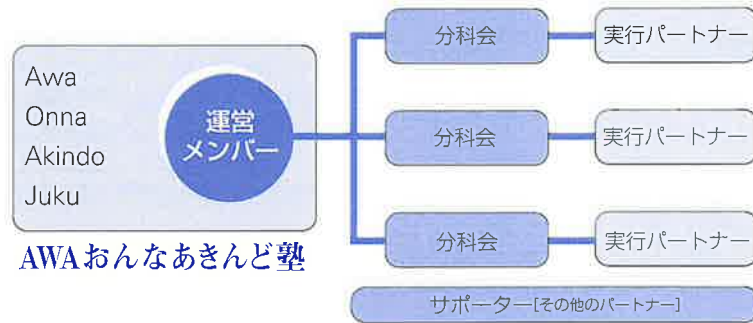 Awa
Onna
Akindo
Juku
運営
メンバー
AWAおんなあきんど塾
分科会
実行パートナー
分科会
実行パートナー
分科会
実行パートナー
サポーター[その他のパートナー]